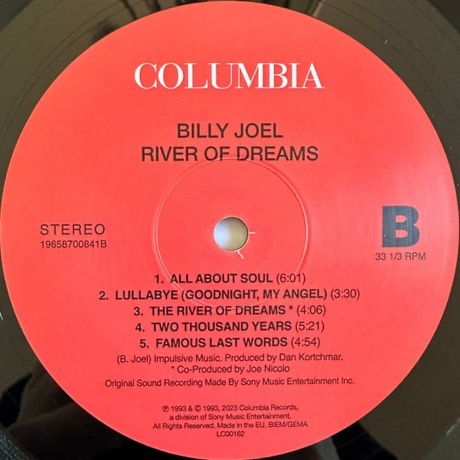 COLUMBIA
BILLY JOEL
RIVER OF DREAMS
STEREO
19658700841B
B
33 1/3 RPM
1. ALL ABOUT SOUL (6:01)
2. LULLABYE (GOODNIGHT, MY ANGEL) (3:30)
3. THE RIVER OF DREAMS * (4:06)
4. TWO THOUSAND YEARS (5:21)
5. FAMOUS LAST WORDS (4:54)
(B. Joel) Impulsive Music. Produced by Dan Kortchmar.
* Co-Produced by Joe Nicolo
Original Sound Recording Made By Sony Music Entertainment Inc.
℗ 1993 & © 1993, 2023 Columbia Records,
a division of Sony Music Entertainment.
All Rights Reserved. Made in the EU. BIEM/GEMA
LC00162